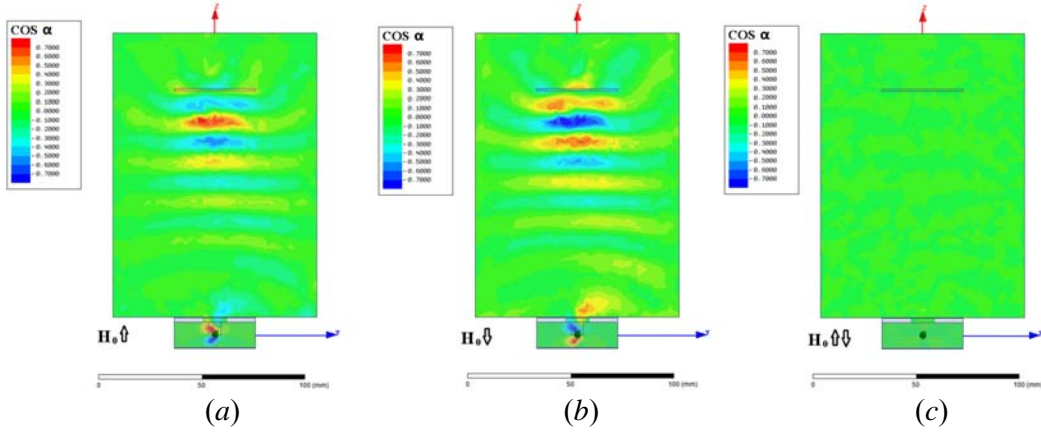 COS α
0.7000
0.6000
0.5000
0.4000
0.3000
0.2000
0.1000
0.0000
-0.1000
-0.2000
-0.3000
-0.4000
-0.5000
-0.6000
-0.7000
z
y
H₀⇧
0
50
100 (mm)
(a)
COS α
0.7000
0.6000
0.5000
0.4000
0.3000
0.2000
0.1000
0.0000
-0.1000
-0.2000
-0.3000
-0.4000
-0.5000
-0.6000
-0.7000
z
y
H₀⇩
0
50
100 (mm)
(b)
COS α
0.7000
0.6000
0.5000
0.4000
0.3000
0.2000
0.1000
0.0000
-0.1000
-0.2000
-0.3000
-0.4000
-0.5000
-0.6000
-0.7000
z
y
H₀⇧⇩
0
50
100 (mm)
(c)